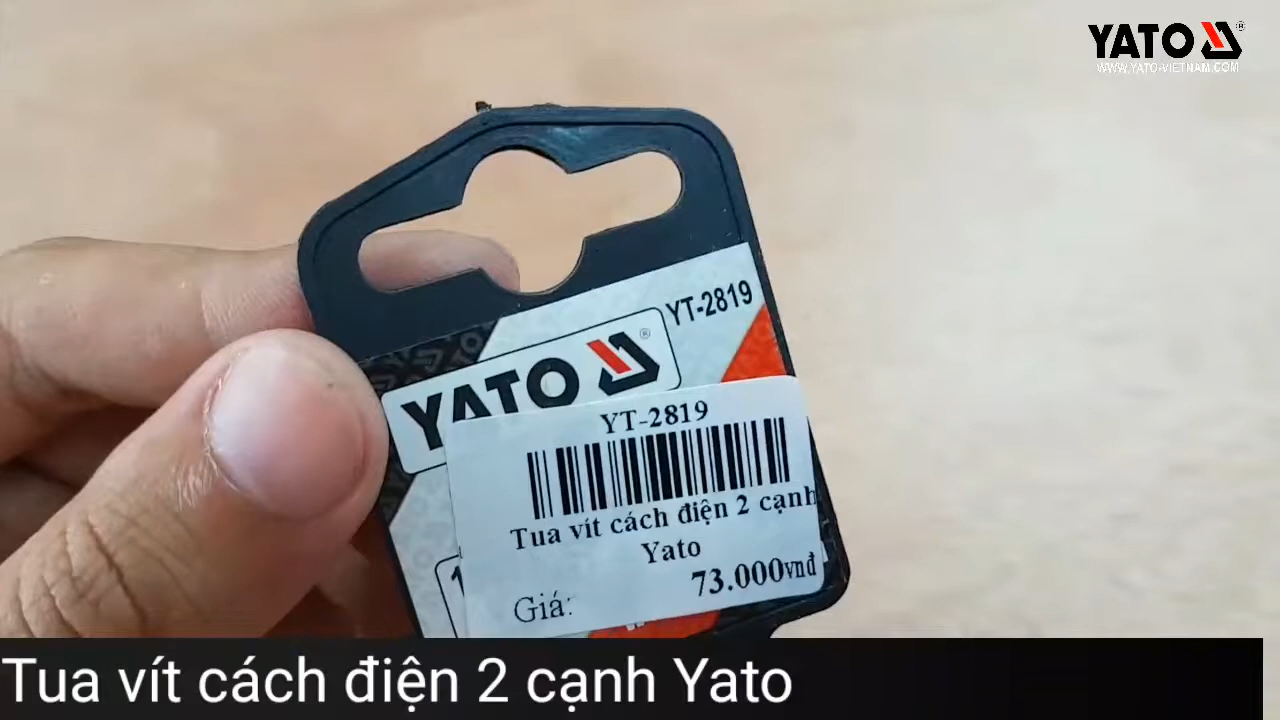 YATO
WWW.YATO-VIETNAM.COM
YT-2819
YATO
YT-2819
Tua vít cách điện 2 cạnh
Yato
Giá: 73.000vnđ
Tua vít cách điện 2 cạnh Yato